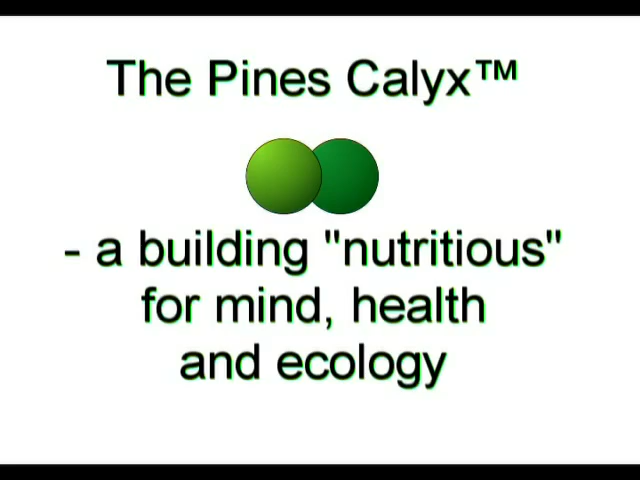 The Pines Calyx™
- a building "nutritious"
for mind, health
and ecology